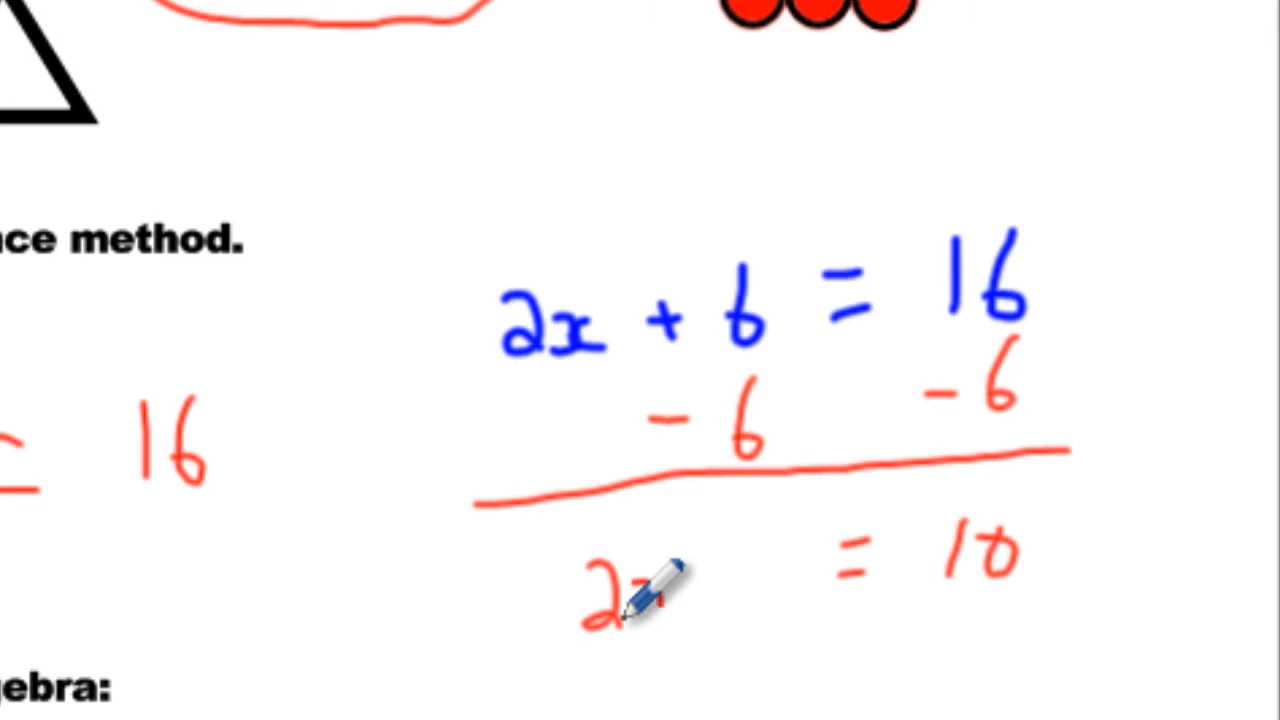 nce method.
2x + 6 = 16
- 6 - 6
= 16
2x = 10
gebra: